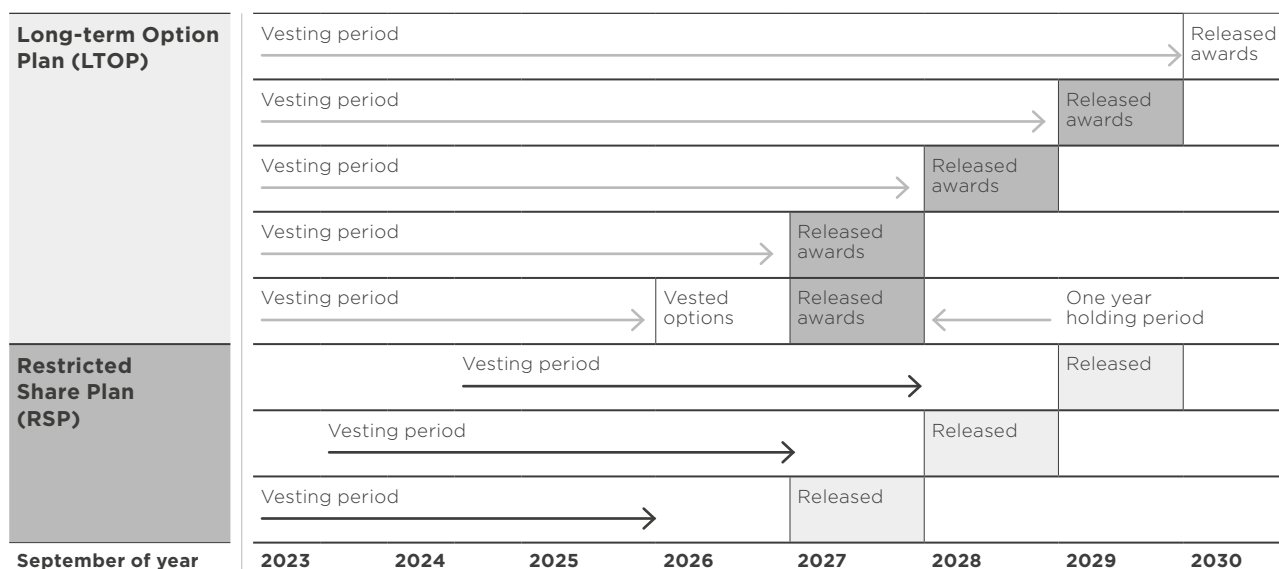 Long-term Option
Plan (LTOP)
Vesting period
Released
awards
Vesting period
Released
awards
Vesting period
Released
awards
Vesting period
Released
awards
Vesting period
Vested
options
Released
awards
One year
holding period
Restricted
Share Plan
(RSP)
Vesting period
Released
Vesting period
Released
Vesting period
Released
September of year 2023 2024 2025 2026 2027 2028 2029 2030